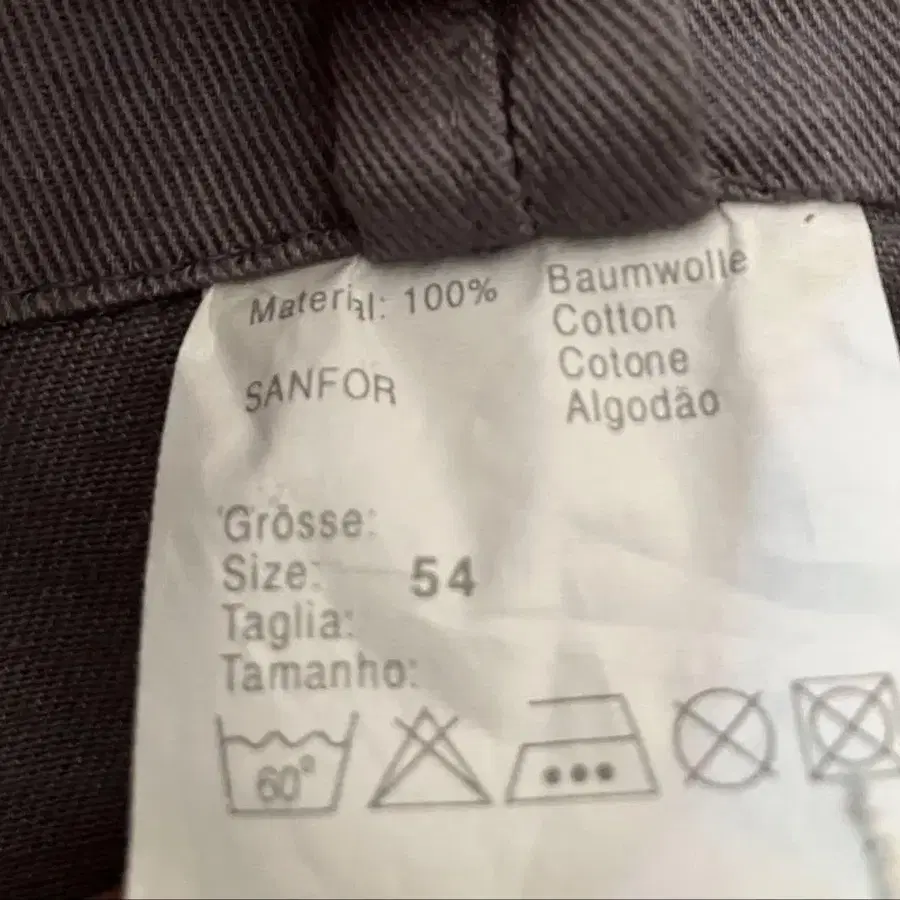 Material: 100% Baumwolle
Cotton
Cotone
SANFOR
Algodão
Grösse:
Size: 54
Taglia:
Tamanho:
60°